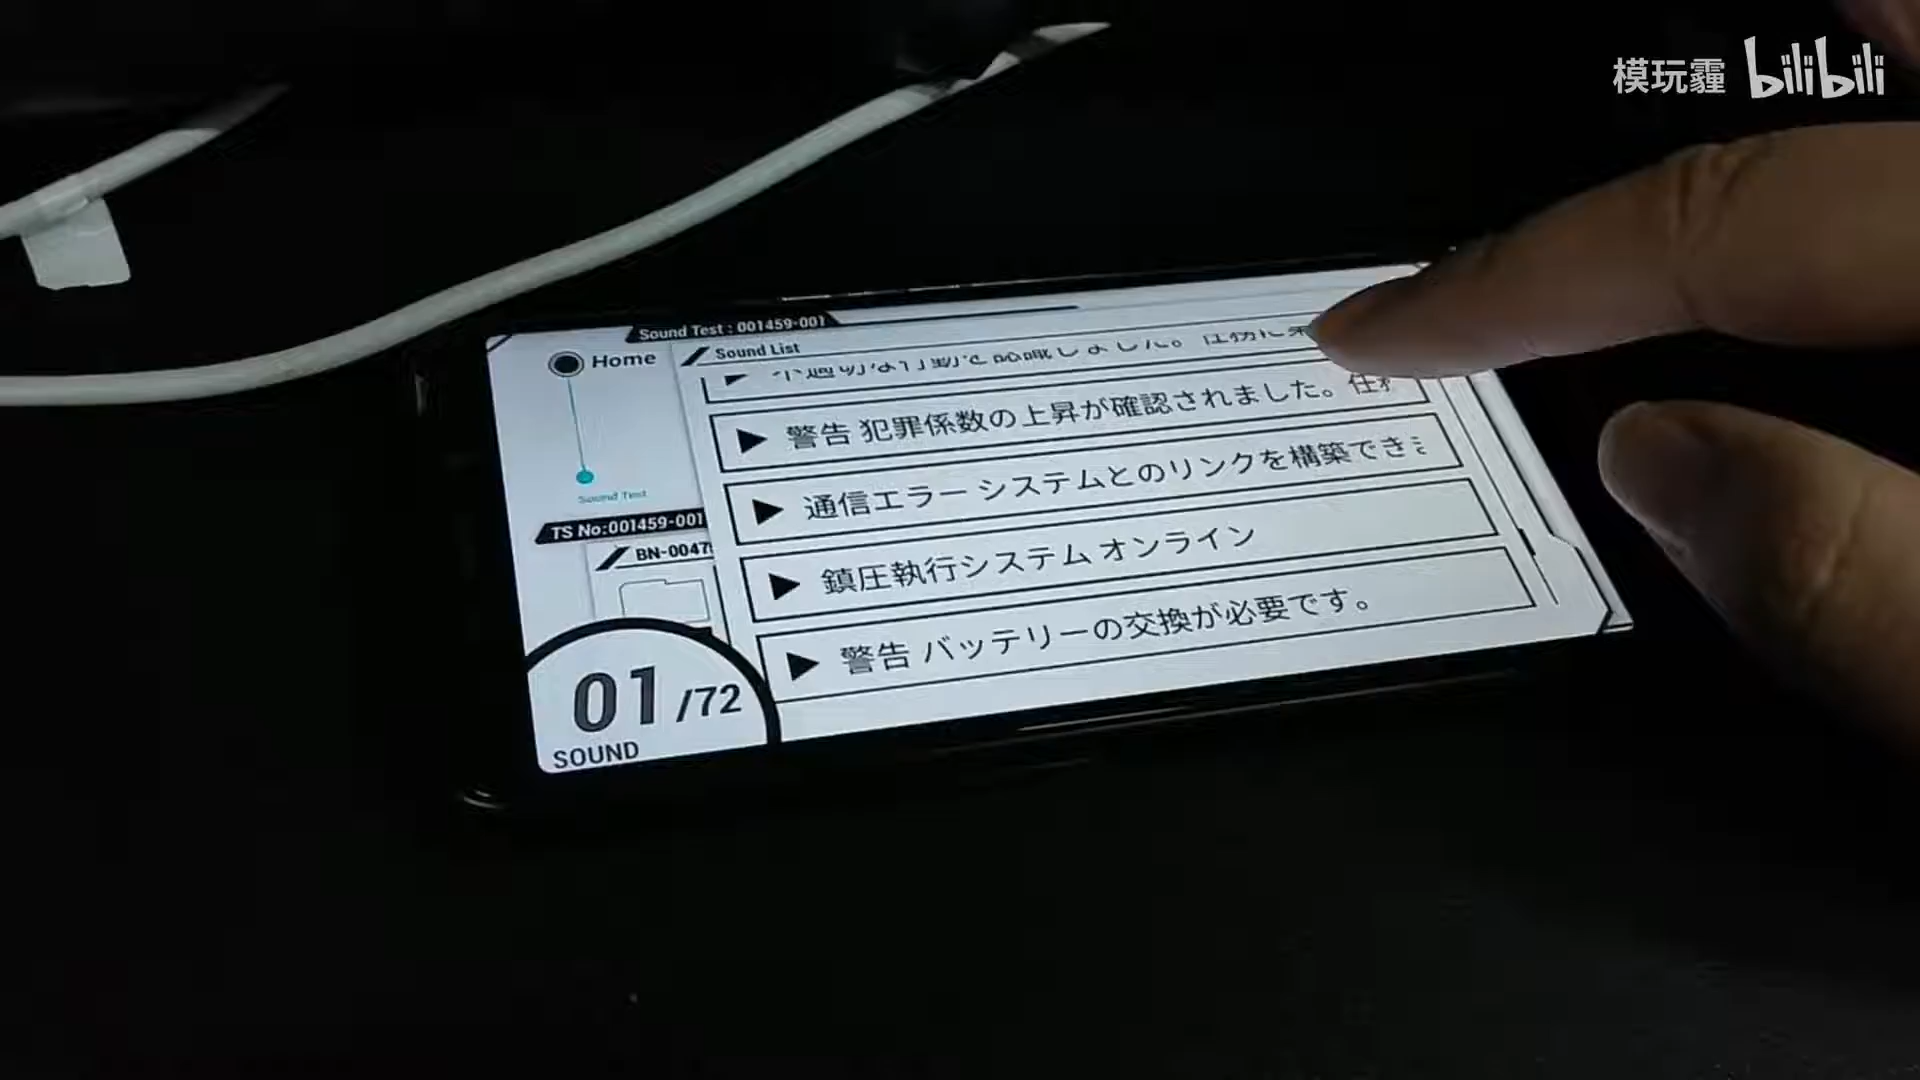 模玩霾 bilibili
Sound Test : 001459-001
Home
Sound List
警告 犯罪係数の上昇が確認されました。任
通信エラー システムとのリンクを構築でき
鎮圧執行システム オンライン
警告 バッテリーの交換が必要です。
Sound Test
TS No:001459-001
BN-0047
01/72
SOUND